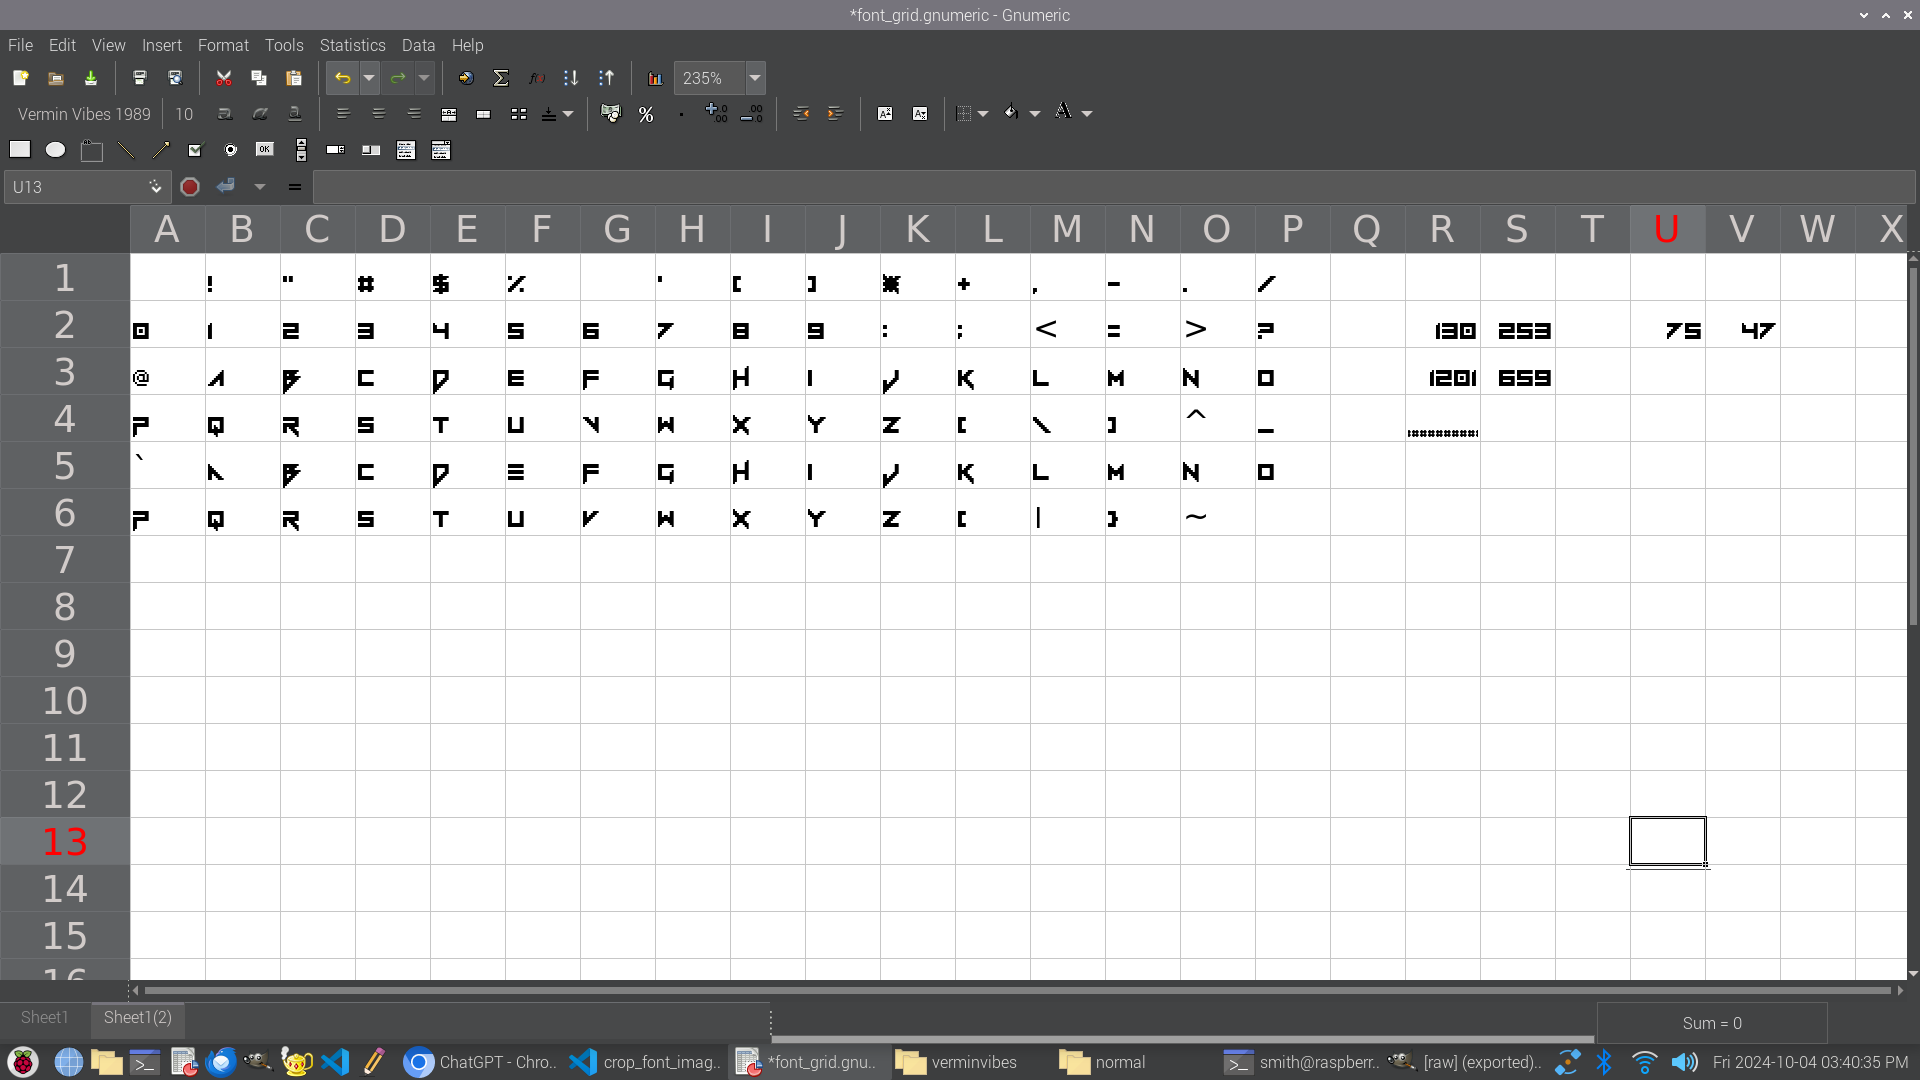 *font_grid.gnumeric - Gnumeric
File Edit View Insert Format Tools Statistics Data Help
235%
Vermin Vibes 1989 10
U13 =
A B C D E F G H I J K L M N O P Q R S T U V W X
1 ! " # $ % ' [ ] * + , - . /
2 0 1 2 3 4 5 6 7 8 9 : ; < = > ? 130 253 75 47
3 @ A B C D E F G H I J K L M N O 1201 659
4 P Q R S T U V W X Y Z [ \ ] ^ _ ##########
5 ` A B C D E F G H I J K L M N O
6 P Q R S T U V W X Y Z [ | } ~
7
8
9
10
11
12
13
14
15
16
Sheet1 Sheet1(2) Sum = 0
ChatGPT - Chro.. crop_font_imag.. *font_grid.gnu.. verminvibes normal smith@raspberr.. [raw] (exported).. Fri 2024-10-04 03:40:35 PM